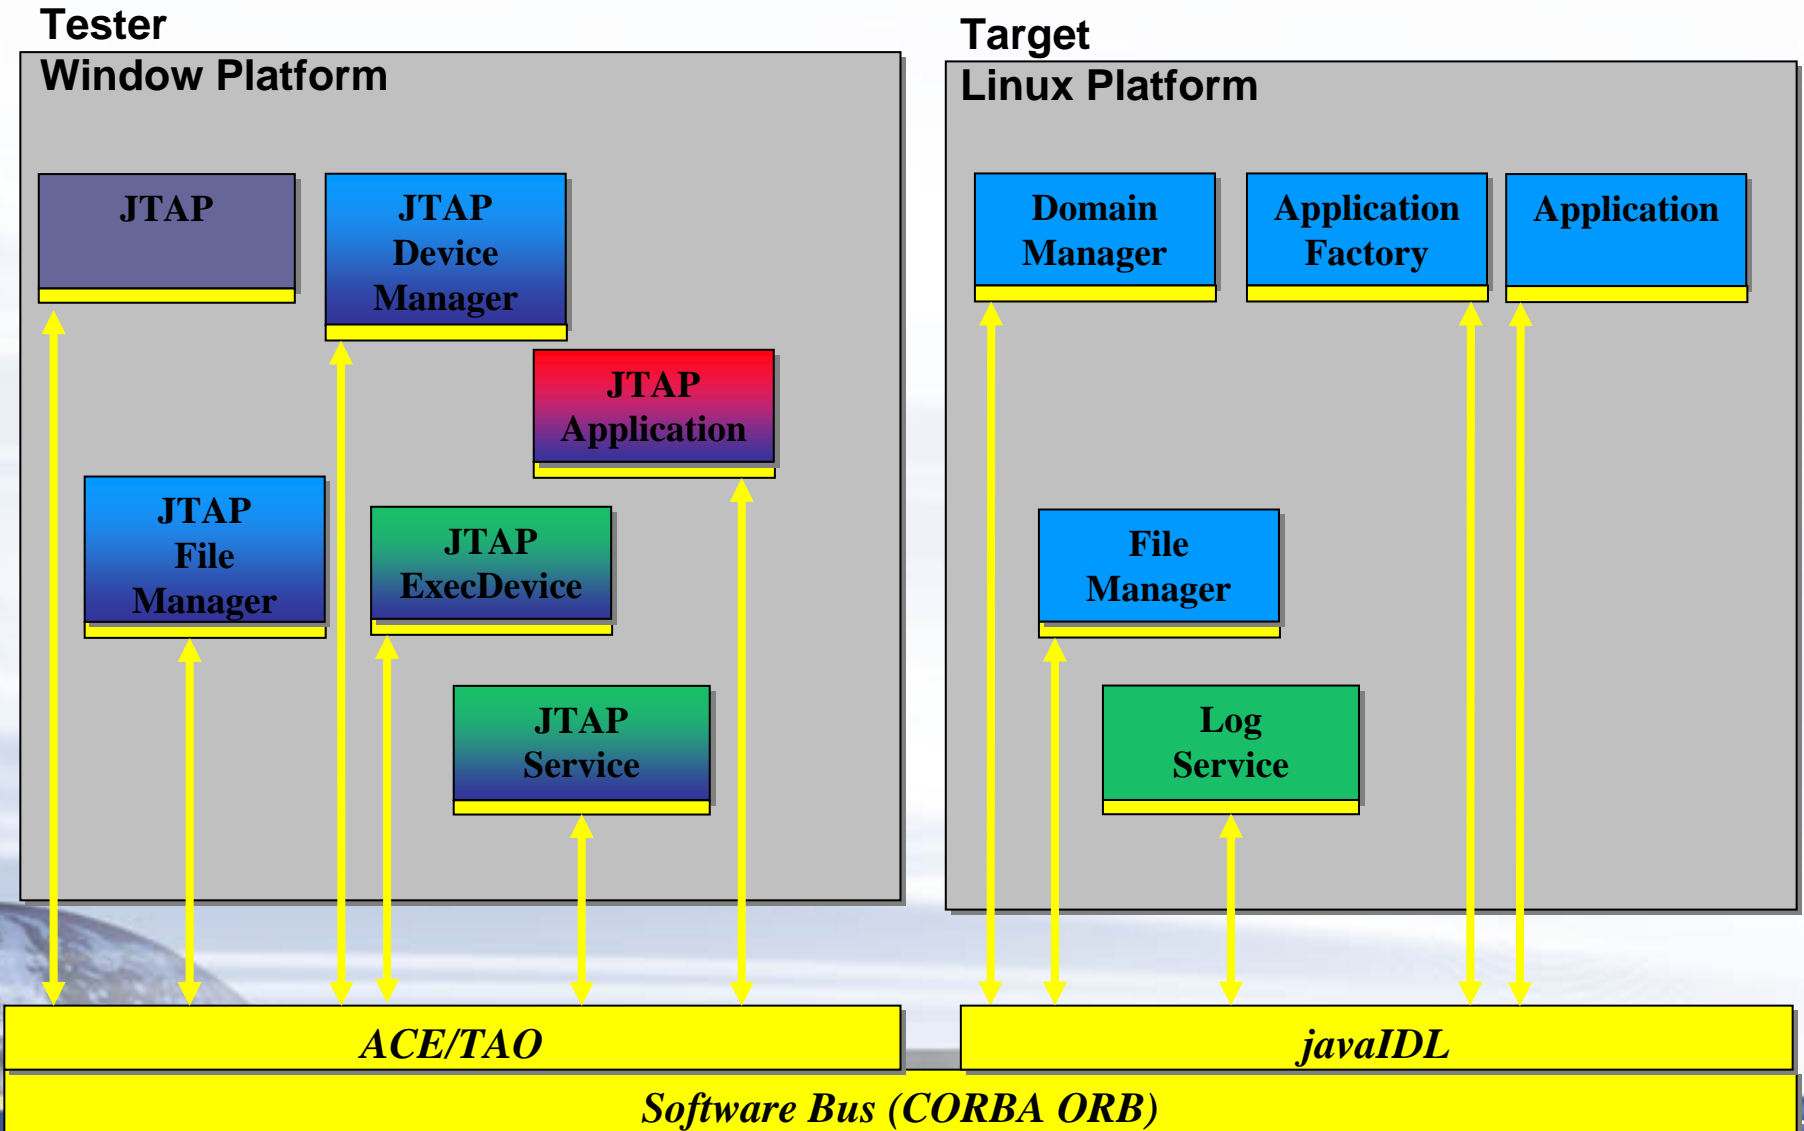 Tester
Window Platform
JTAP
JTAP
Device
Manager
JTAP
Application
JTAP
File
Manager
JTAP
ExecDevice
JTAP
Service
Target
Linux Platform
Domain
Manager
Application
Factory
Application
File
Manager
Log
Service
ACE/TAO
javaIDL
Software Bus (CORBA ORB)